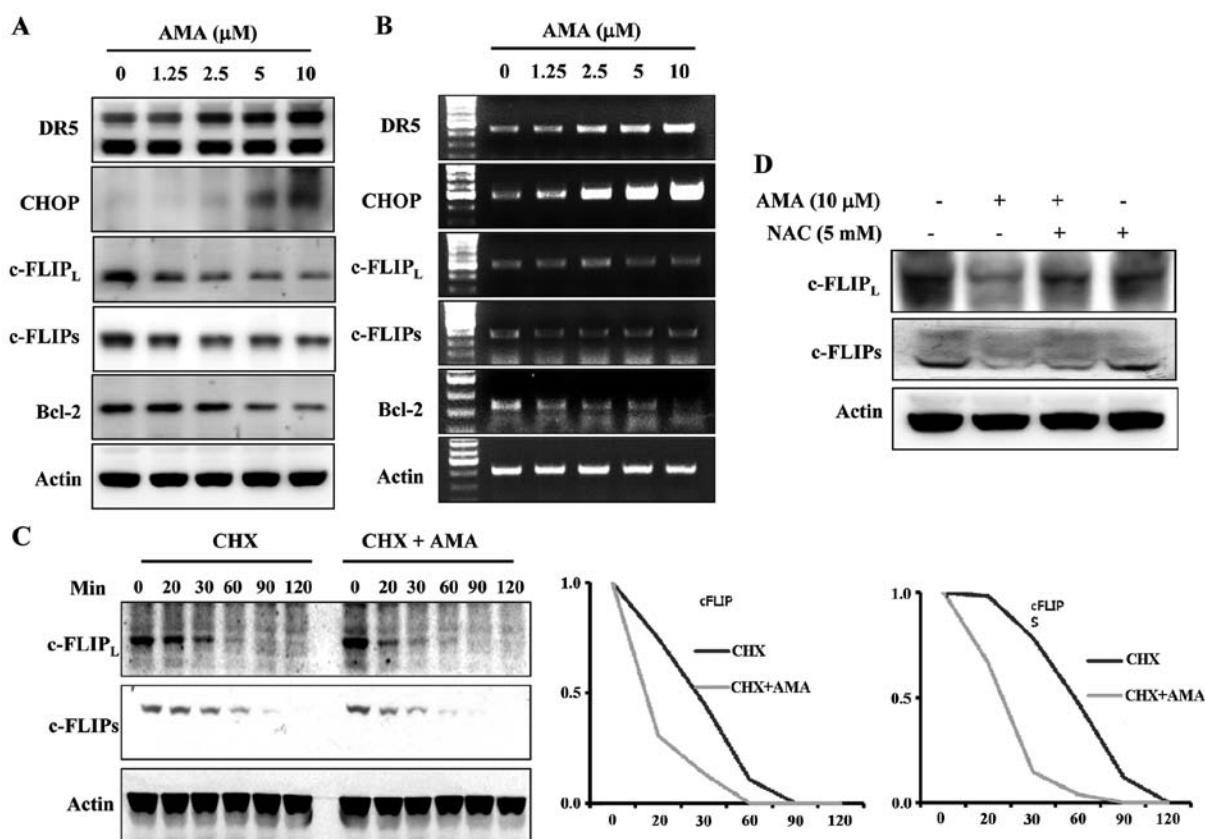 A
AMA (μM)
0 1.25 2.5 5 10
DR5
CHOP
c-FLIPL
c-FLIPs
Bcl-2
Actin
B
AMA (μM)
0 1.25 2.5 5 10
DR5
CHOP
c-FLIPL
c-FLIPs
Bcl-2
Actin
D
AMA (10 μM) - + + -
NAC (5 mM) - - + +
c-FLIPL
c-FLIPs
Actin
C
CHX CHX + AMA
Min 0 20 30 60 90 120 0 20 30 60 90 120
c-FLIPL
c-FLIPs
Actin
1.0
0.5
0.0
cFLIP
CHX
CHX+AMA
0 20 30 60 90 120
1.0
0.5
0.0
cFLIP
S
CHX
CHX+AMA
0 20 30 60 90 120